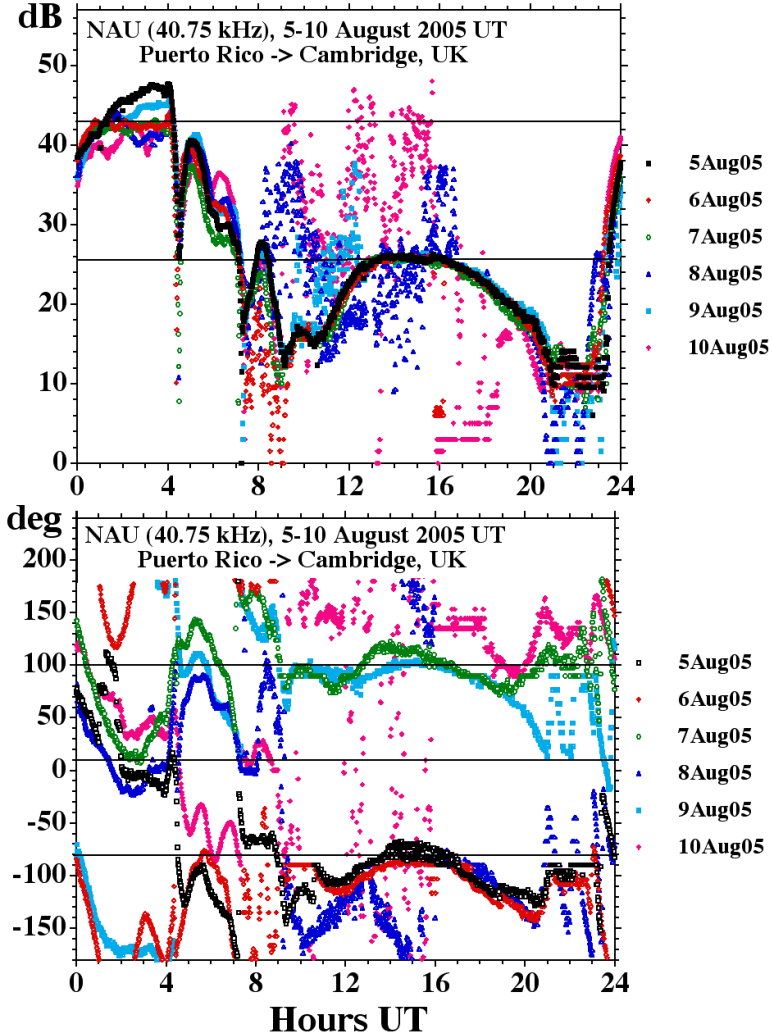 dB
NAU (40.75 kHz), 5-10 August 2005 UT
Puerto Rico -> Cambridge, UK
50
40
30
20
10
0
0 4 8 12 16 20 24
5Aug05
6Aug05
7Aug05
8Aug05
9Aug05
10Aug05
deg
NAU (40.75 kHz), 5-10 August 2005 UT
Puerto Rico -> Cambridge, UK
200
150
100
50
0
-50
-100
-150
0 4 8 12 16 20 24
5Aug05
6Aug05
7Aug05
8Aug05
9Aug05
10Aug05
Hours UT